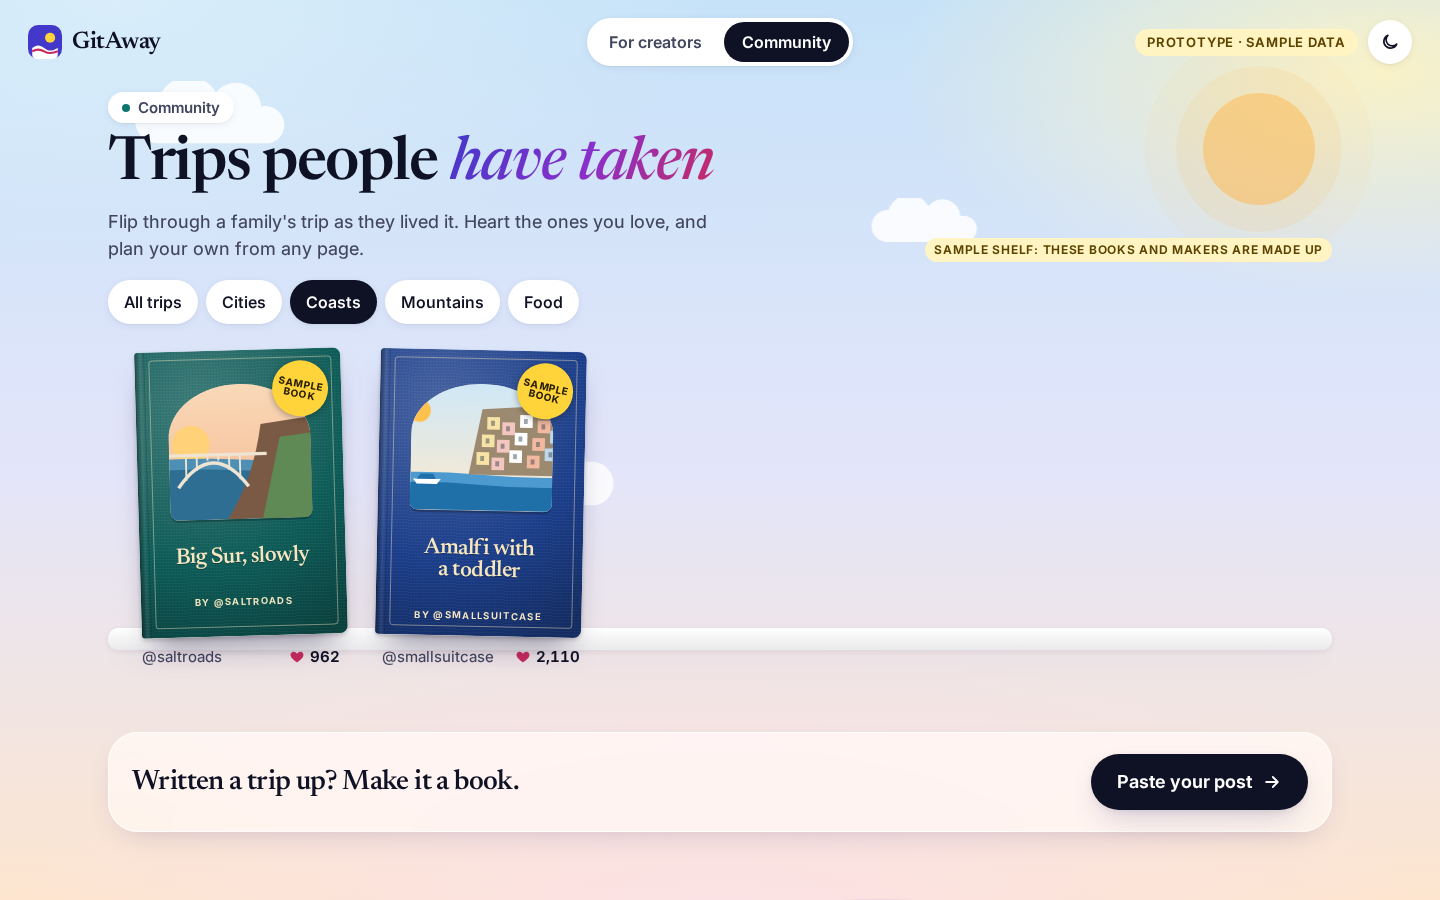 GitAway
For creators
Community
PROTOTYPE · SAMPLE DATA
Community
Trips people have taken
Flip through a family's trip as they lived it. Heart the ones you love, and
plan your own from any page.
SAMPLE SHELF: THESE BOOKS AND MAKERS ARE MADE UP
All trips
Cities
Coasts
Mountains
Food
SAMPLE
BOOK
Big Sur, slowly
BY @SALTROADS
SAMPLE
BOOK
Amalfi with
a toddler
BY @SMALLSUITCASE
@saltroads
962
@smallsuitcase
2,110
Written a trip up? Make it a book.
Paste your post →